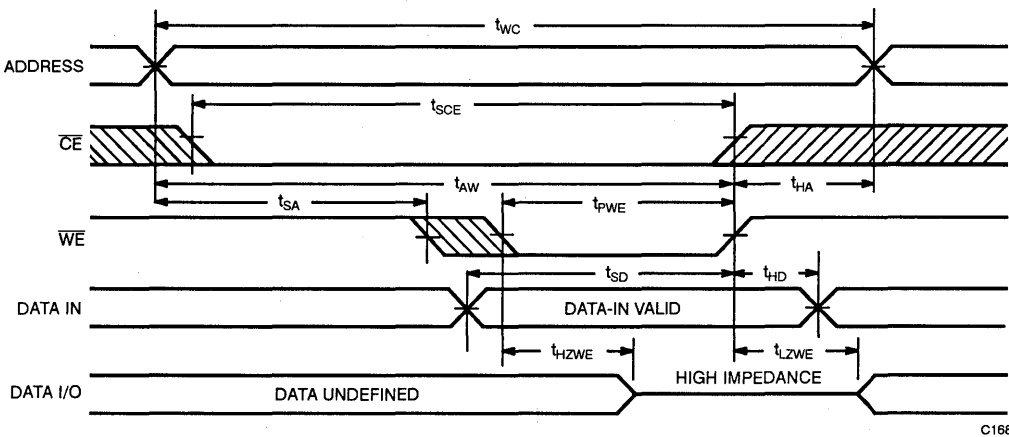 tWC
ADDRESS
tSCE
CE
tAW
tHA
tSA
tPWE
WE
tSD
tHD
DATA IN
DATA-IN VALID
tHZWE
tLZWE
HIGH IMPEDANCE
DATA I/O
DATA UNDEFINED
C168